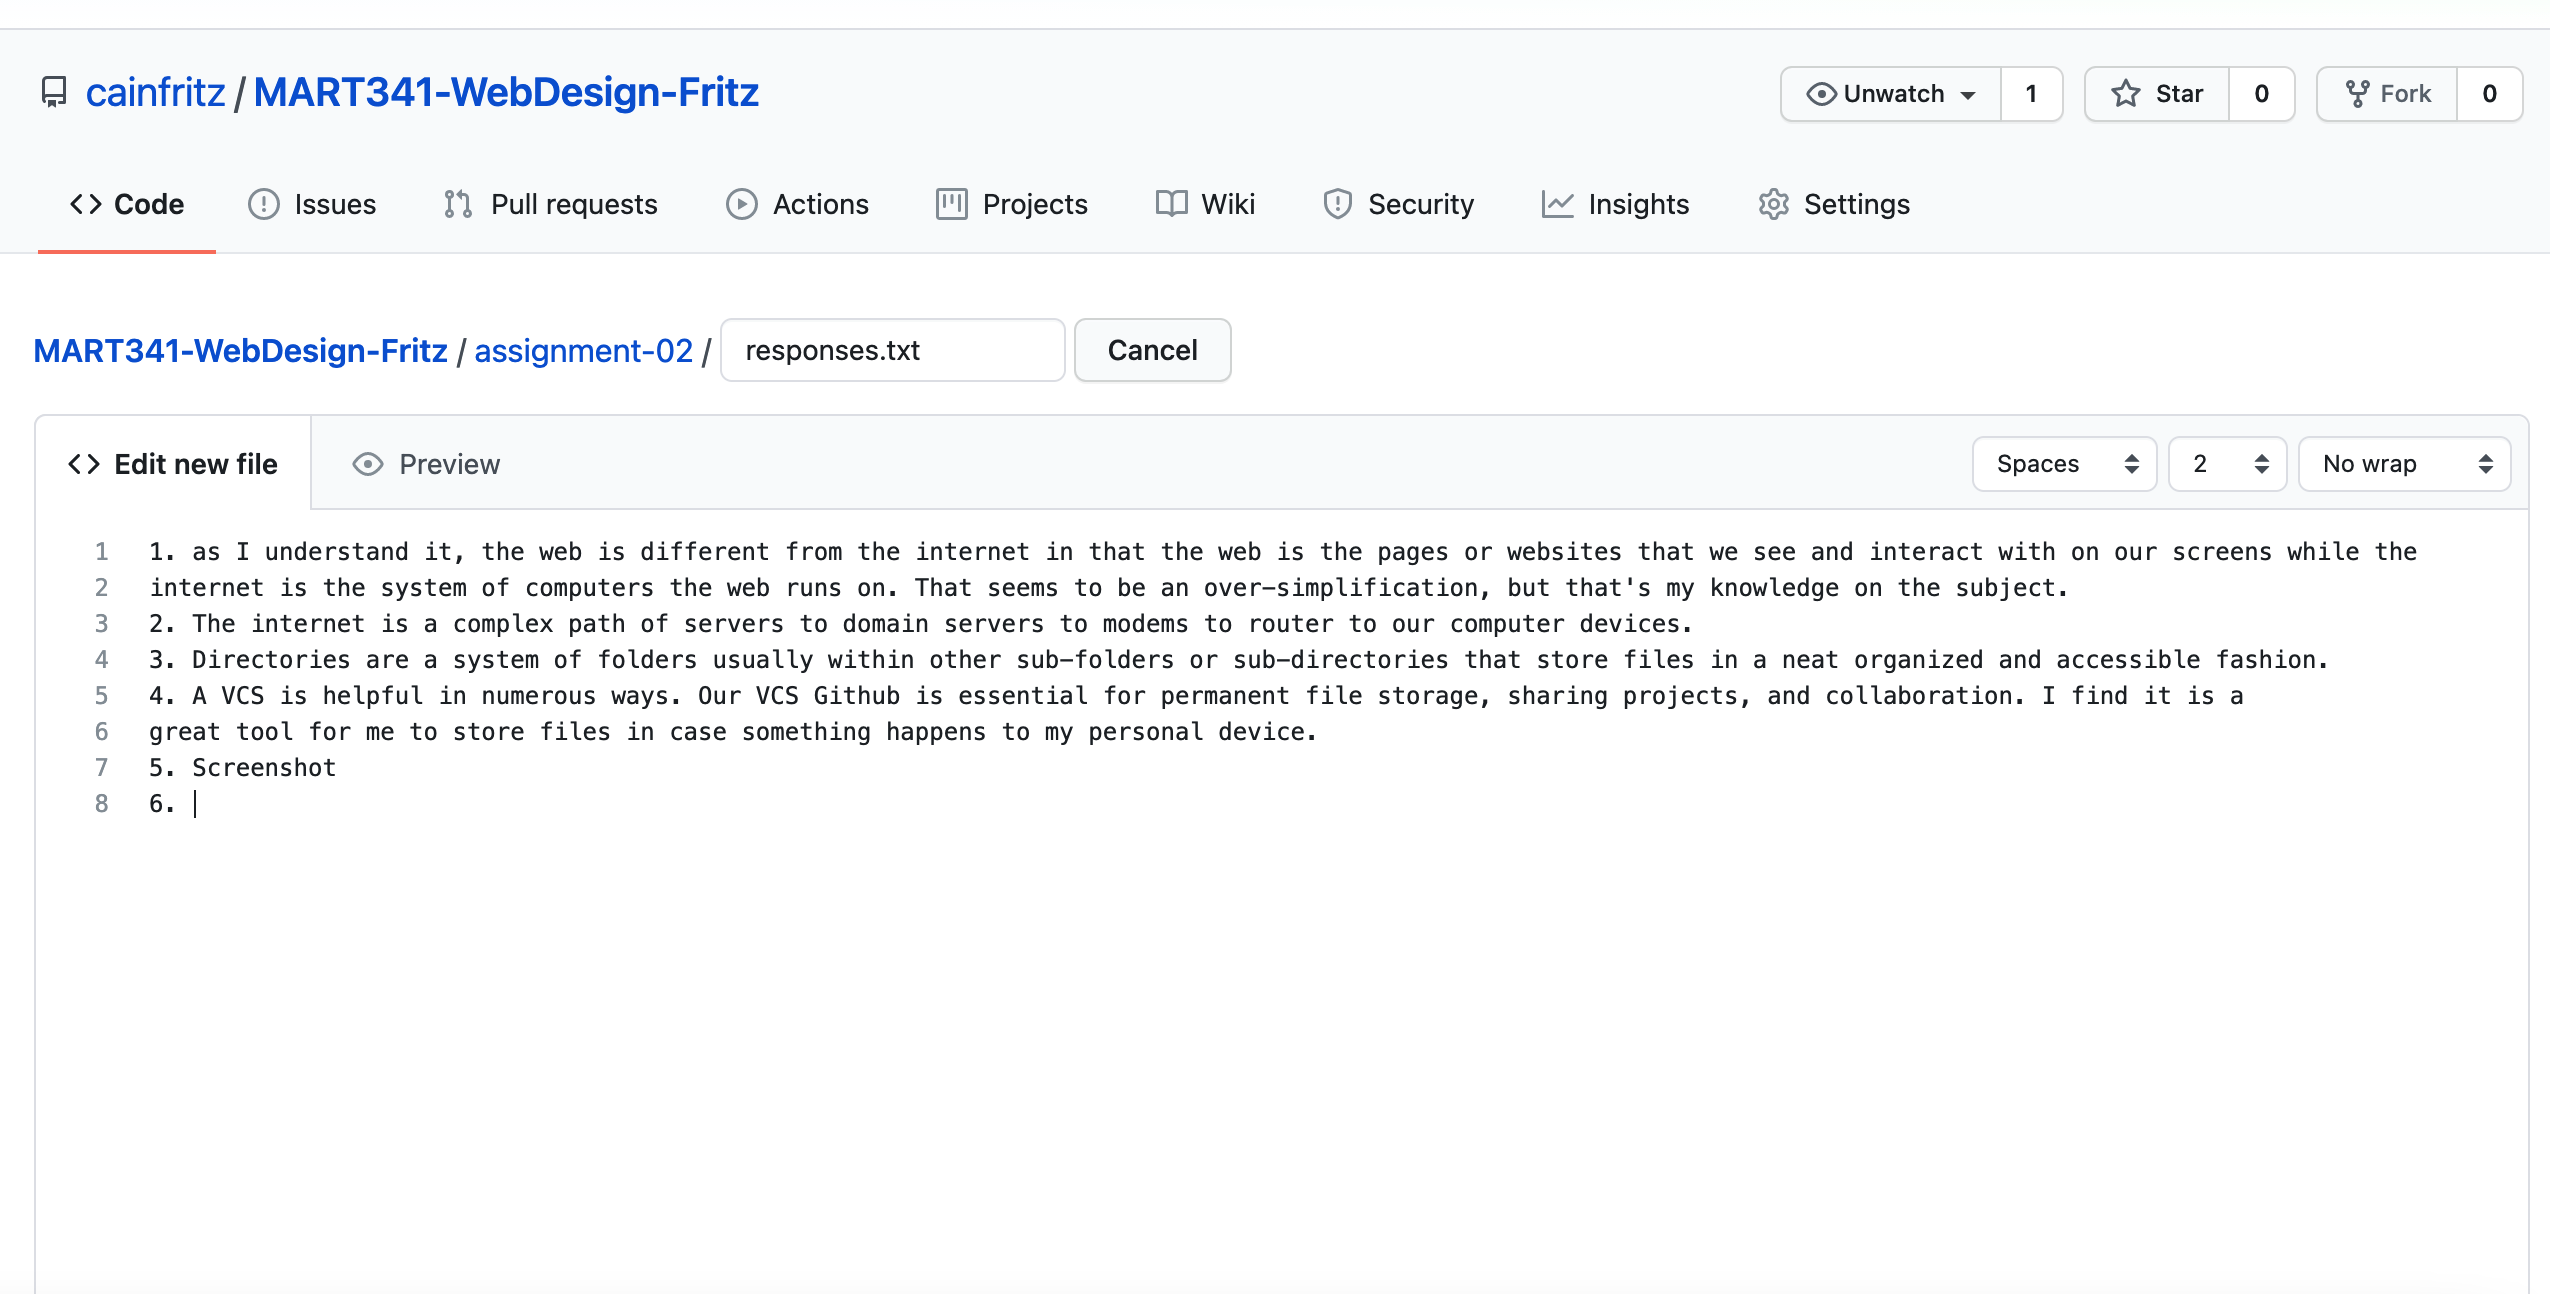 cainfritz / MART341-WebDesign-Fritz
Unwatch 1 Star 0 Fork 0
Code Issues Pull requests Actions Projects Wiki Security Insights Settings
MART341-WebDesign-Fritz / assignment-02 / responses.txt Cancel
Edit new file Preview Spaces 2 No wrap
1 1. as I understand it, the web is different from the internet in that the web is the pages or websites that we see and interact with on our screens while the
2 internet is the system of computers the web runs on. That seems to be an over-simplification, but that's my knowledge on the subject.
3 2. The internet is a complex path of servers to domain servers to modems to router to our computer devices.
4 3. Directories are a system of folders usually within other sub-folders or sub-directories that store files in a neat organized and accessible fashion.
5 4. A VCS is helpful in numerous ways. Our VCS Github is essential for permanent file storage, sharing projects, and collaboration. I find it is a
6 great tool for me to store files in case something happens to my personal device.
7 5. Screenshot
8 6.